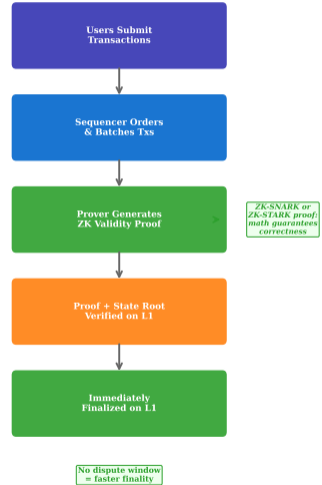 Users Submit
Transactions
Sequencer Orders
& Batches Txs
Prover Generates
ZK Validity Proof
ZK-SNARK or
ZK-STARK proof:
math guarantees
correctness
Proof + State Root
Verified on L1
Immediately
Finalized on L1
No dispute window
= faster finality